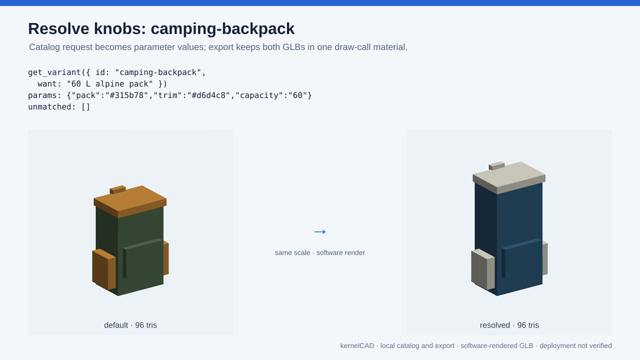 Resolve knobs: camping-backpack
Catalog request becomes parameter values; export keeps both GLBs in one draw-call material.
get_variant({ id: "camping-backpack",
want: "60 L alpine pack" })
params: {"pack":"#315b78","trim":"#d6d4c8","capacity":"60"}
unmatched: []
→
same scale · software render
default · 96 tris
resolved · 96 tris
kernelCAD · local catalog and export · software-rendered GLB · deployment not verified